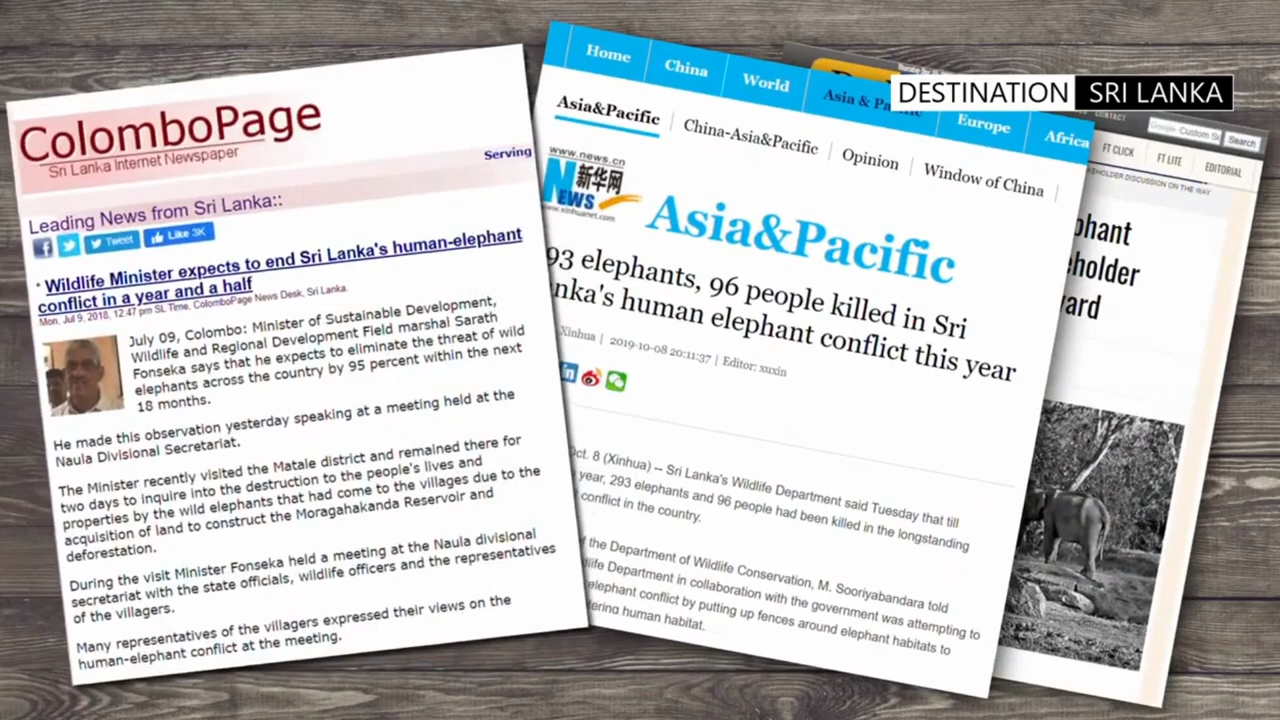 DESTINATION SRI LANKA
ColomboPage
Sri Lanka Internet Newspaper
Serving
Leading News from Sri Lanka::
Tweet
Like 3K
Wildlife Minister expects to end Sri Lanka's human-elephant
conflict in a year and a half
Mon, Jul 9, 2018, 12:47 pm SL Time, ColomboPage News Desk, Sri Lanka.
July 09, Colombo: Minister of Sustainable Development,
Wildlife and Regional Development Field marshal Sarath
Fonseka says that he expects to eliminate the threat of wild
elephants across the country by 95 percent within the next
18 months.
He made this observation yesterday speaking at a meeting held at the
Naula Divisional Secretariat.
The Minister recently visited the Matale district and remained there for
two days to inquire into the destruction to the people's lives and
properties by the wild elephants that had come to the villages due to the
acquisition of land to construct the Moragahakanda Reservoir and
deforestation.
During the visit Minister Fonseka held a meeting at the Naula divisional
secretariat with the state officials, wildlife officers and the representatives
of the villagers.
Many representatives of the villagers expressed their views on the
human-elephant conflict at the meeting.
Home China World Asia & Pacific Europe Africa
Asia&Pacific China-Asia&Pacific Opinion Window of China
www.news.cn
新华网
NEWS
www.xinhuanet.com
Asia&Pacific
93 elephants, 96 people killed in Sri
nka's human elephant conflict this year
Xinhua | 2019-10-08 20:11:37 | Editor: xuxin
in
Oct. 8 (Xinhua) -- Sri Lanka's Wildlife Department said Tuesday that till
year, 293 elephants and 96 people had been killed in the longstanding
conflict in the country.
f the Department of Wildlife Conservation, M. Sooriyabandara told
life Department in collaboration with the government was attempting to
elephant conflict by putting up fences around elephant habitats to
ering human habitat.
CONTACT
Google Custom Search
FT CLICK FT LITE EDITORIAL
EHOLDER DISCUSSION ON THE WAY
phant
eholder
ard